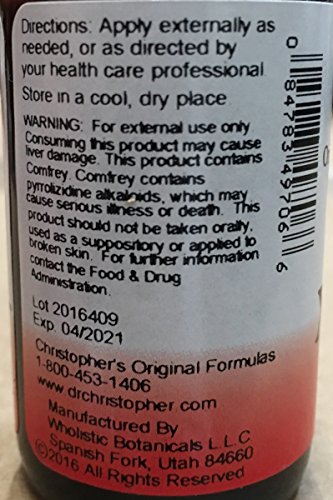 Directions: Apply externally as
needed, or as directed by
your health care professional
Store in a cool, dry place
WARNING: For external use only
Consuming this product may cause
liver damage. This product contains
Comfrey. Comfrey contains
pyrrolizidine alkaloids, which may
cause serious illness or death. This
product should not be taken orally,
used as a suppository or applied to
broken skin. For further information
contact the Food & Drug
Administration.
Lot 2016409
Exp. 04/2021
Christopher's Original Formulas
1-800-453-1406
www.drchristopher.com
Manufactured By
Wholistic Botanicals L.L.C
Spanish Fork, Utah 84660
©2016 All Rights Reserved
0 84783 49706 6